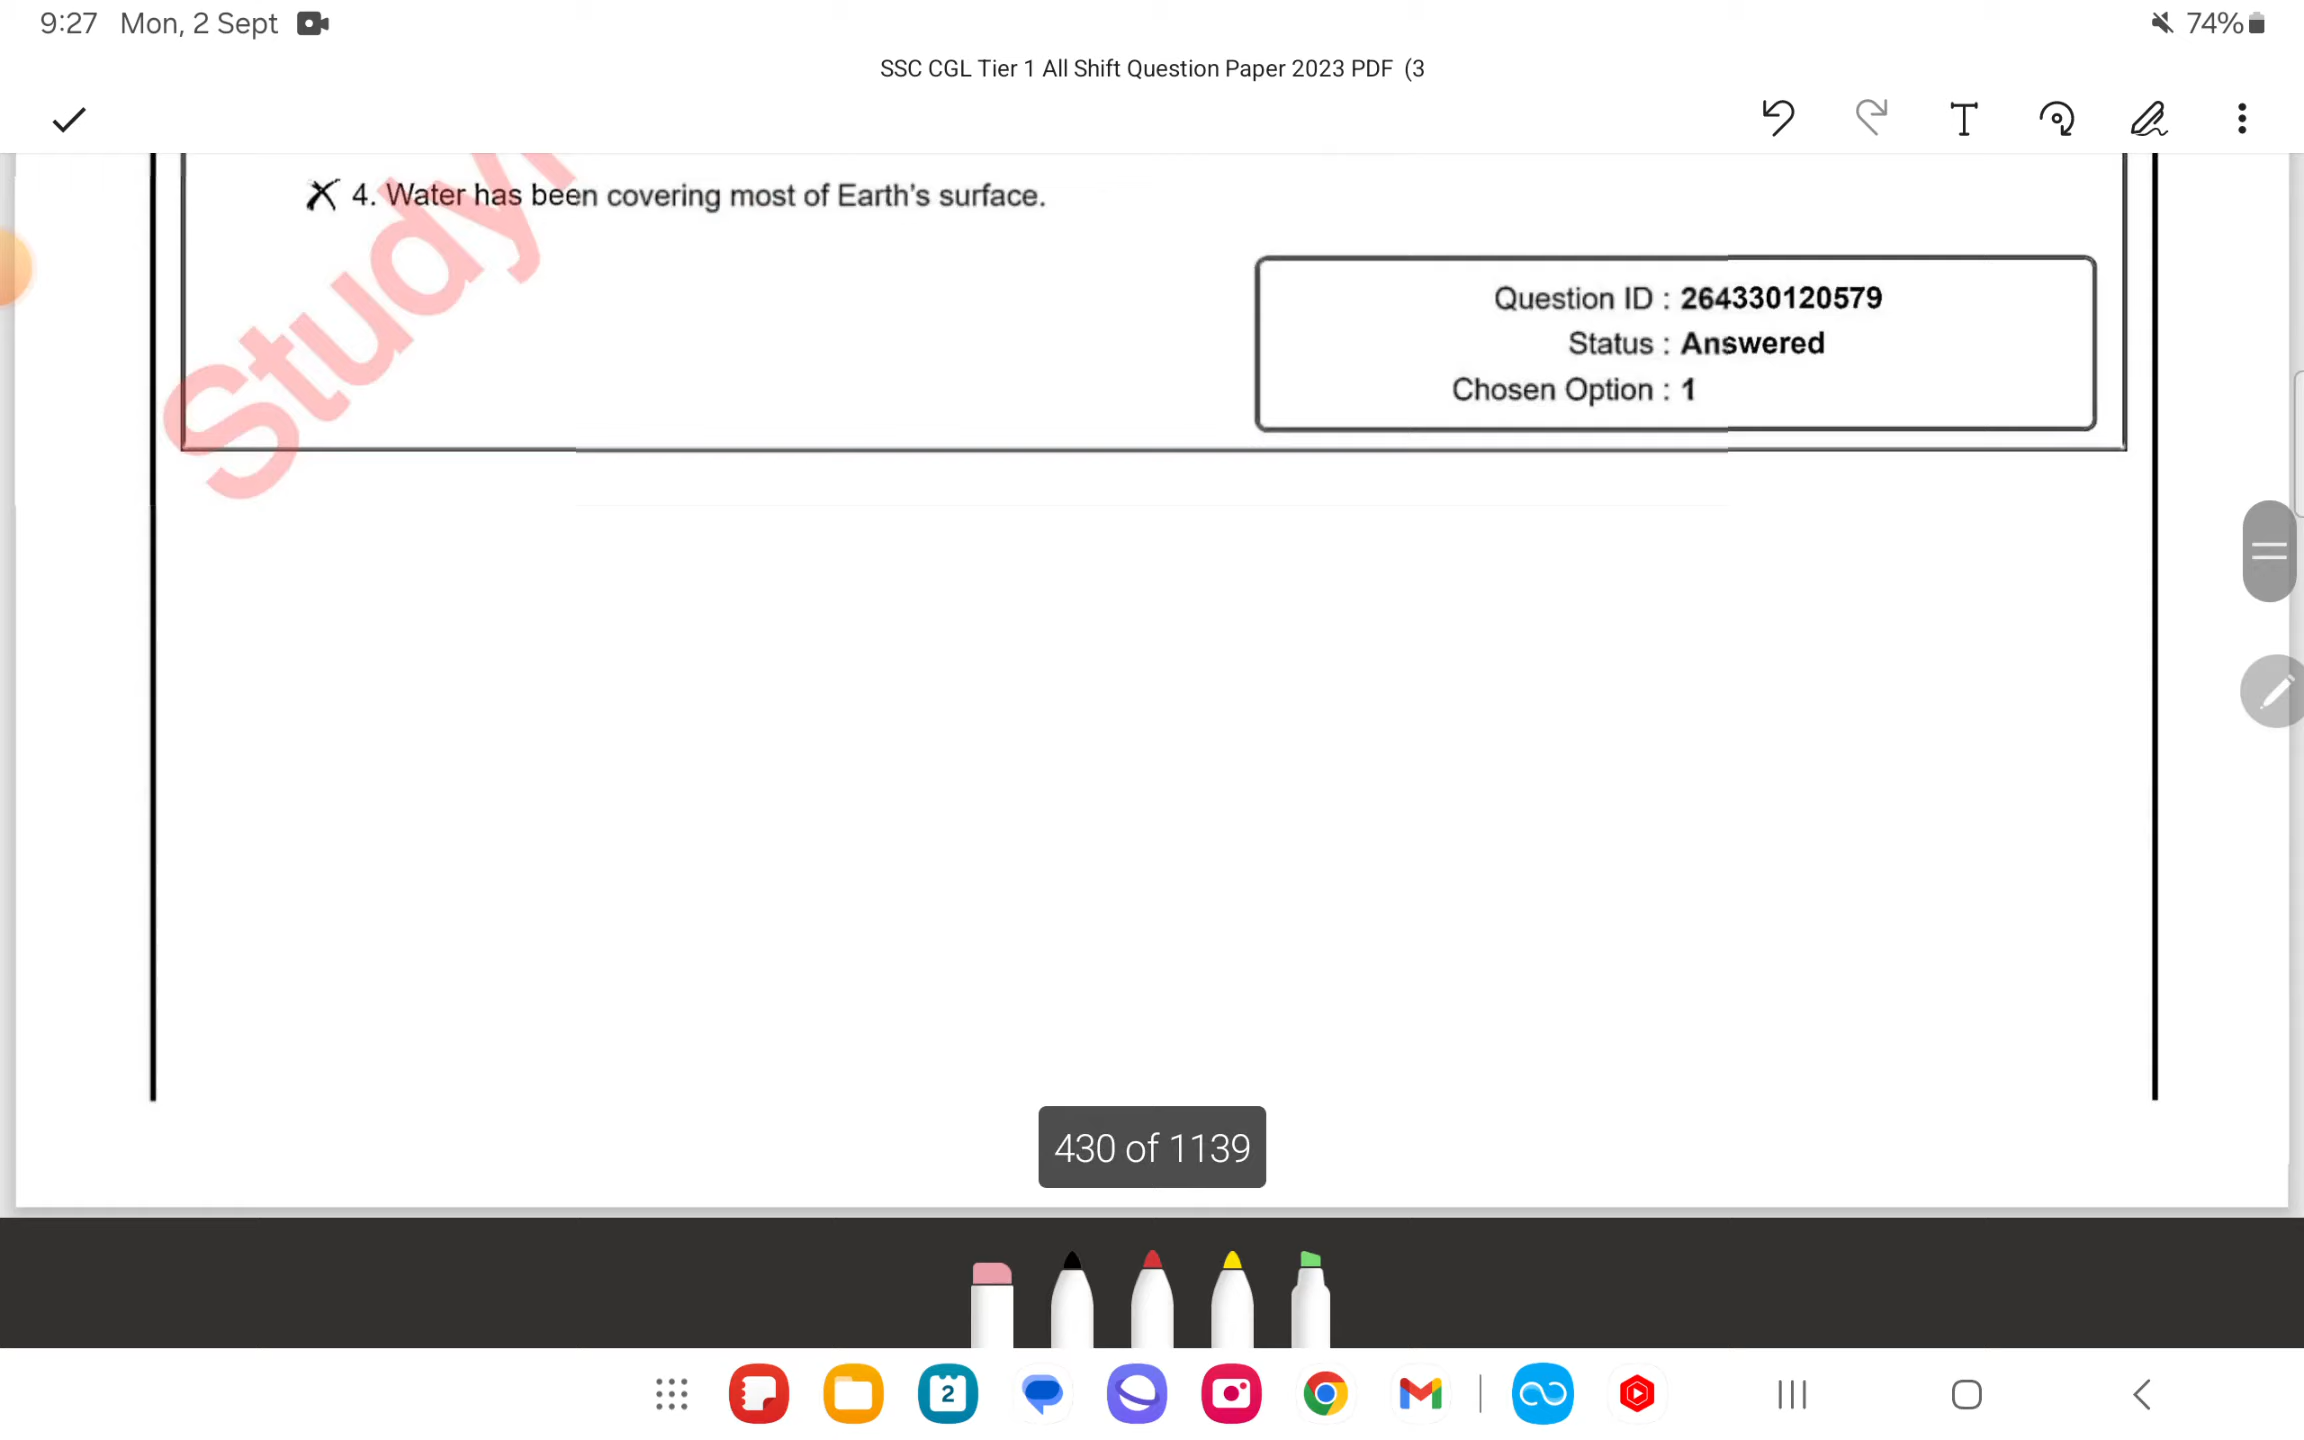 9:27 Mon, 2 Sept 74%
SSC CGL Tier 1 All Shift Question Paper 2023 PDF (3
4. Water has been covering most of Earth's surface.
Study
Question ID : 264330120579
Status : Answered
Chosen Option : 1
430 of 1139
2